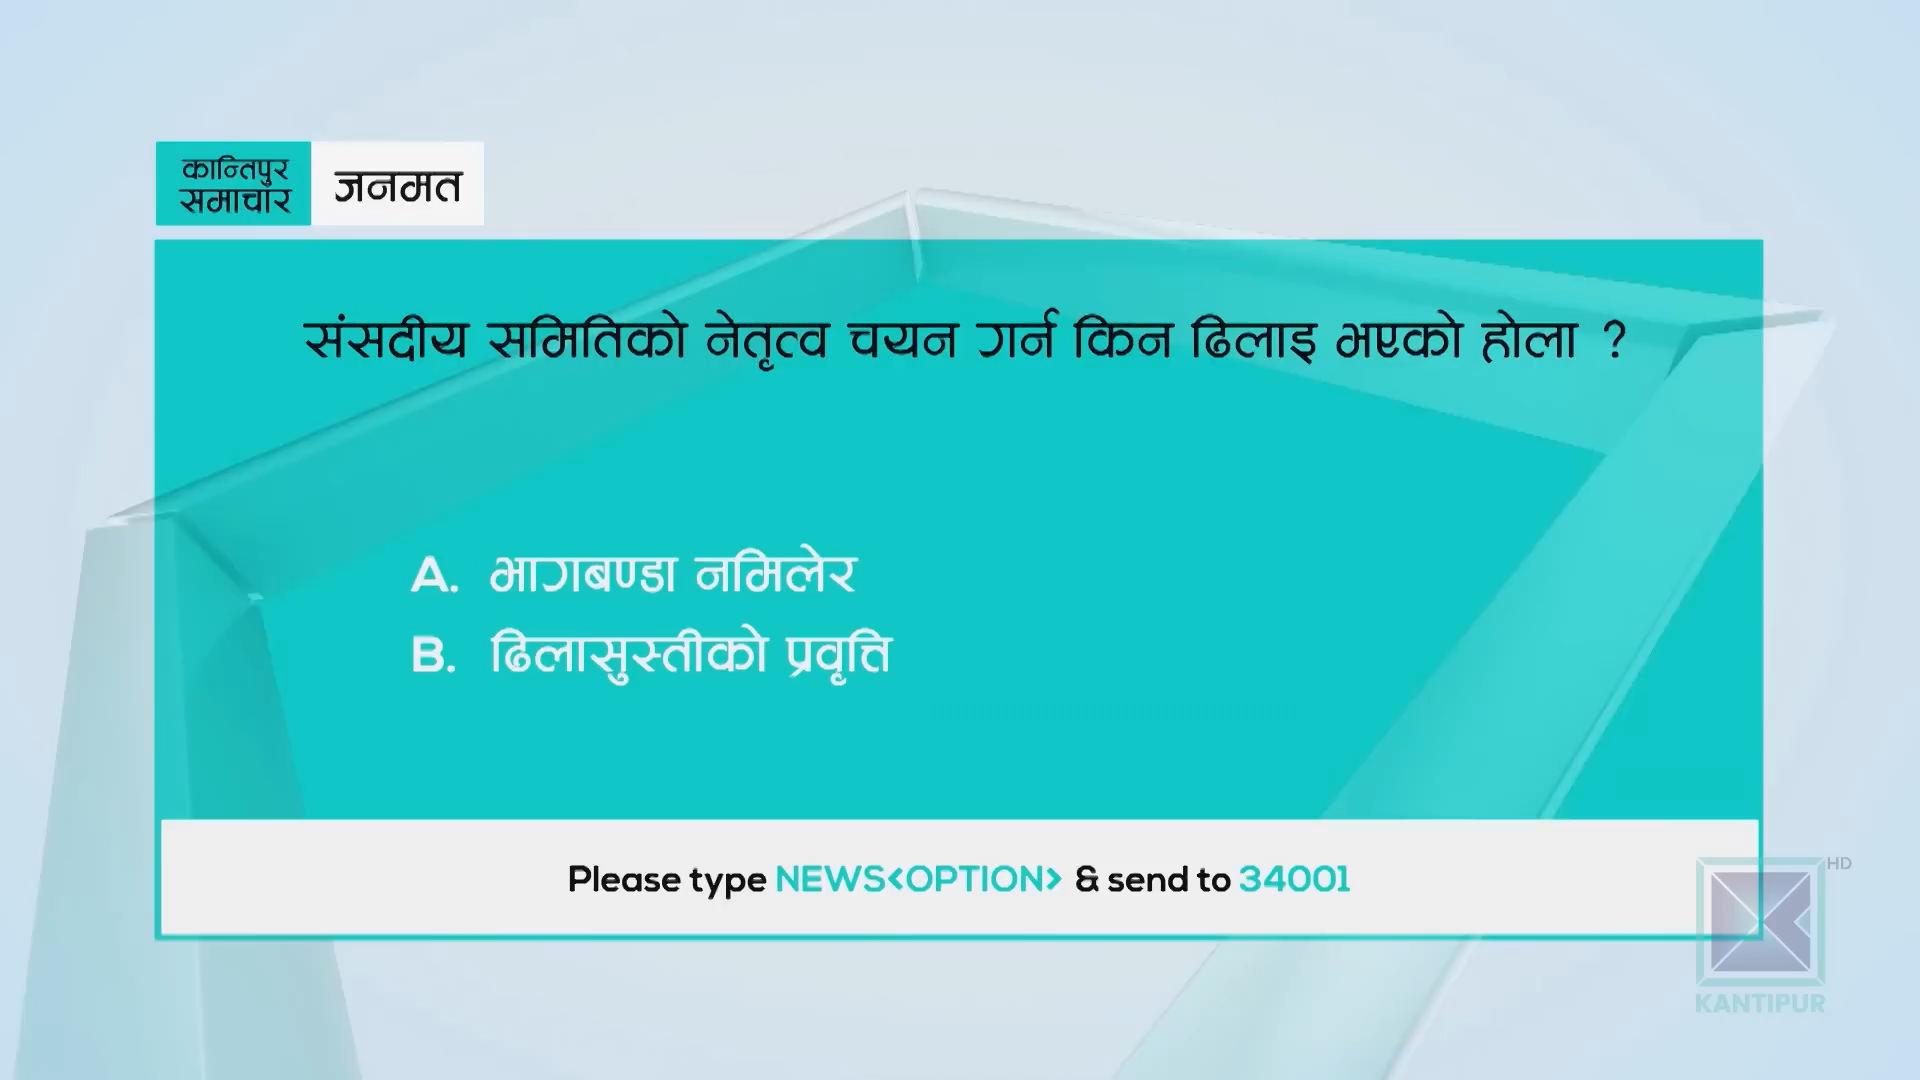 कान्तिपुर
समाचार
जनमत
संसदीय समितिको नेतृत्व चयन गर्न किन ढिलाइ भएको होला ?
A. भागबण्डा नमिलेर
B. ढिलासुस्तीको प्रवृत्ति
Please type NEWS<OPTION> & send to 34001
HD
KANTIPUR